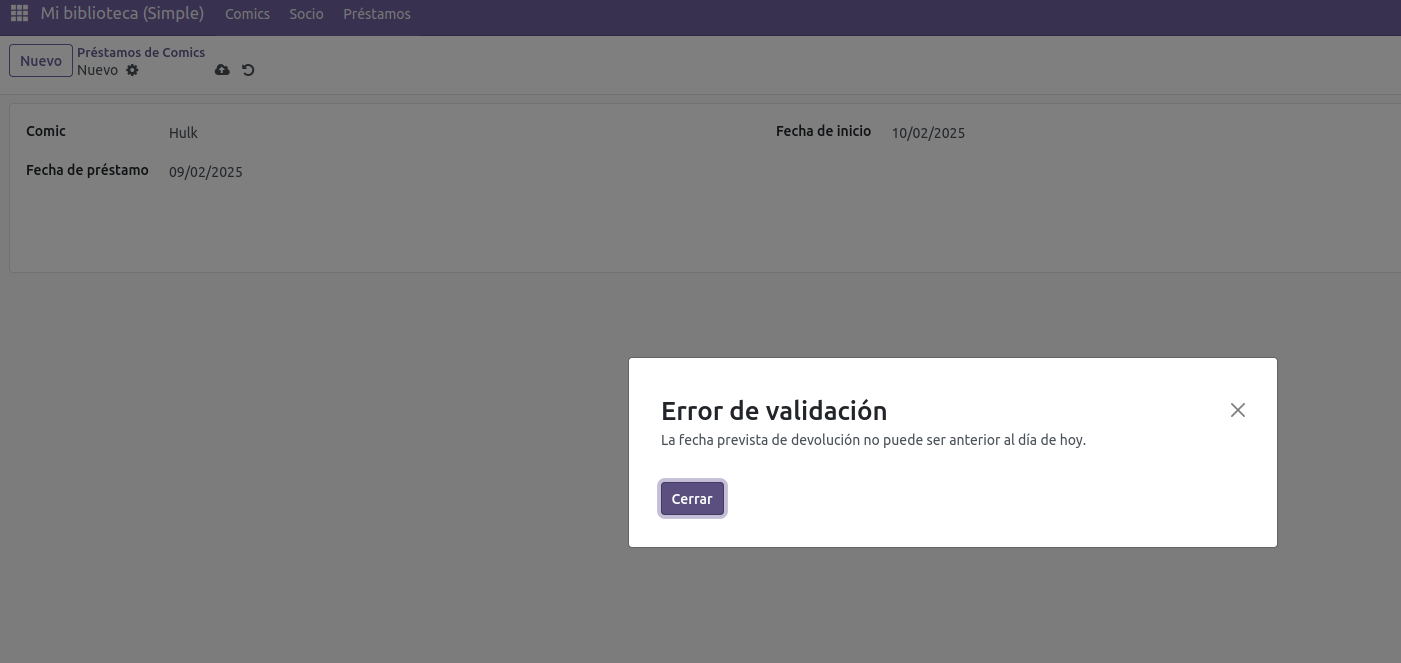 Mi biblioteca (Simple) Comics Socio Préstamos
Nuevo Préstamos de Comics
Nuevo
Comic Hulk Fecha de inicio 10/02/2025
Fecha de préstamo 09/02/2025
Error de validación
La fecha prevista de devolución no puede ser anterior al día de hoy.
Cerrar